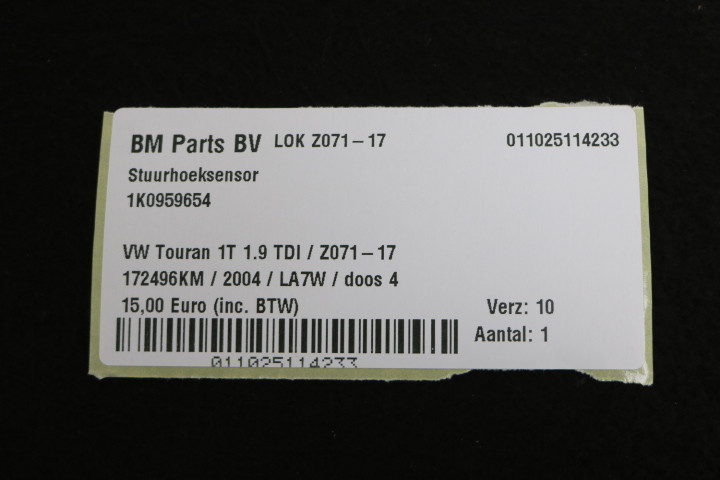 BM Parts BV LOK Z071-17 011025114233
Stuurhoeksensor
1K0959654
VW Touran 1T 1.9 TDI / Z071-17
172496KM / 2004 / LA7W / doos 4
15,00 Euro (inc. BTW) Verz: 10
Aantal: 1
011025114233